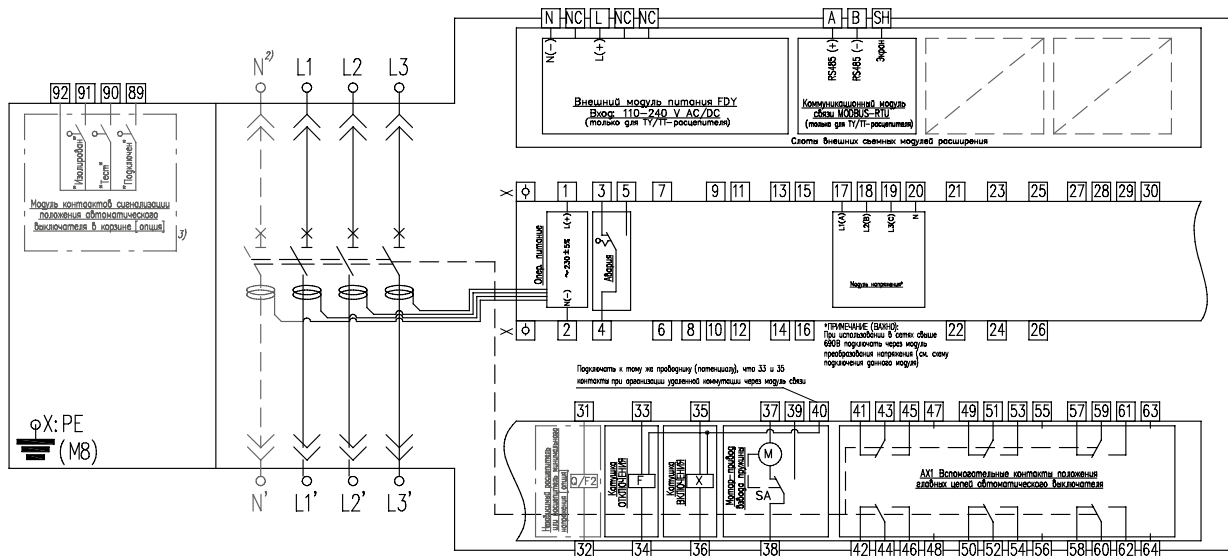 N NC L NC NC A B SH
N(-) L(+) RS485 (+) RS485 (-) Экран
Внешний модуль питания FDY
Вход: 110-240 V AC/DC
(только для TY/TT-расцепителя)
Коммуникационный модуль
связи MODBUS-RTU
(только для TY/TT-расцепителя)
Слоты внешних съемных модулей расширения
N²⁾ L1 L2 L3
92 91 90 89
"Изолирован"
"Тест"
"Подключен"
Модуль контактов сигнализации
положения автоматического
выключателя в корзине [опция]
3)
1 3 5 7 9 11 13 15 17 18 19 20 21 23 25 27 28 29 30
Опер. питание
L(+)
~230±5%
N(-)
Авария
L1(A) L2(B) L3(C) N
Модуль напряжения*
2 4 6 8 10 12 14 16 22 24 26
*ПРИМЕЧАНИЕ (ВАЖНО):
При использовании в сетях свыше
690В подключать через модуль
преобразования напряжения (см. схему
подключения данного модуля)
Подключать к тому же проводнику (потенциалу), что 33 и 35
контакты при организации удаленной коммутации через модуль связи
X: PE
(M8)
N' L1' L2' L3'
31 33 35 37 39 40 41 43 45 47 49 51 53 55 57 59 61 63
Независимый расцепитель
или расцепитель минимального
напряжения [опция]
Q/F2
Катушка
ОТКЛЮЧЕНИЯ
F
Катушка
ВКЛЮЧЕНИЯ
X
Мотор-привод
взвода пружины
M
SA
AX1 Вспомогательные контакты положения
главных цепей автоматического выключателя
32 34 36 38 42 44 46 48 50 52 54 56 58 60 62 64